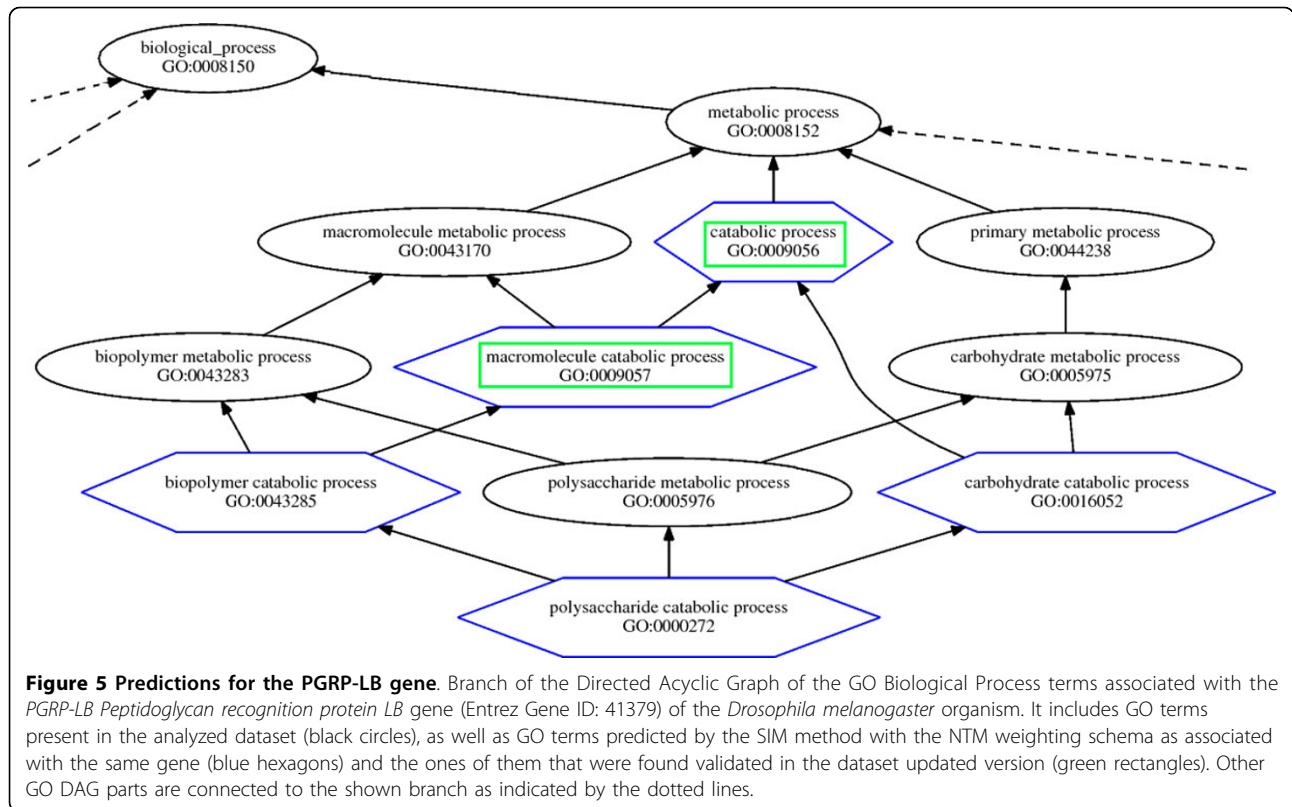 biological_process
GO:0008150
metabolic process
GO:0008152
macromolecule metabolic process
GO:0043170
catabolic process
GO:0009056
primary metabolic process
GO:0044238
biopolymer metabolic process
GO:0043283
macromolecule catabolic process
GO:0009057
carbohydrate metabolic process
GO:0005975
biopolymer catabolic process
GO:0043285
polysaccharide metabolic process
GO:0005976
carbohydrate catabolic process
GO:0016052
polysaccharide catabolic process
GO:0000272
Figure 5 Predictions for the PGRP-LB gene. Branch of the Directed Acyclic Graph of the GO Biological Process terms associated with the
PGRP-LB Peptidoglycan recognition protein LB gene (Entrez Gene ID: 41379) of the Drosophila melanogaster organism. It includes GO terms
present in the analyzed dataset (black circles), as well as GO terms predicted by the SIM method with the NTM weighting schema as associated
with the same gene (blue hexagons) and the ones of them that were found validated in the dataset updated version (green rectangles). Other
GO DAG parts are connected to the shown branch as indicated by the dotted lines.